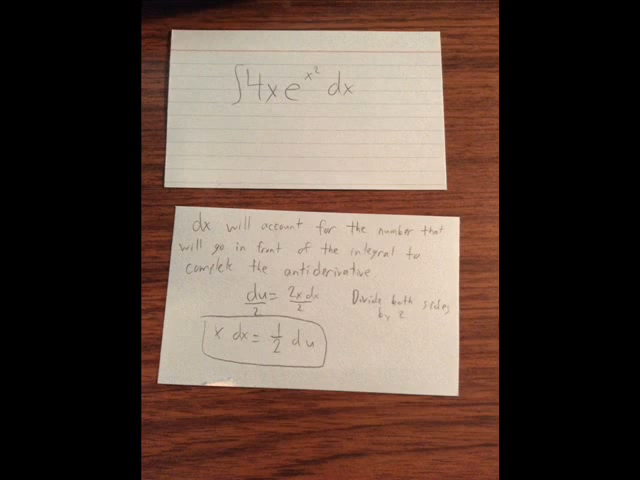 ∫4xe^x² dx
dx will account for the number that
will go in front of the integral to
complete the antiderivative.
du/2 = 2x dx/2 Divide both sides
by 2
x dx = 1/2 du